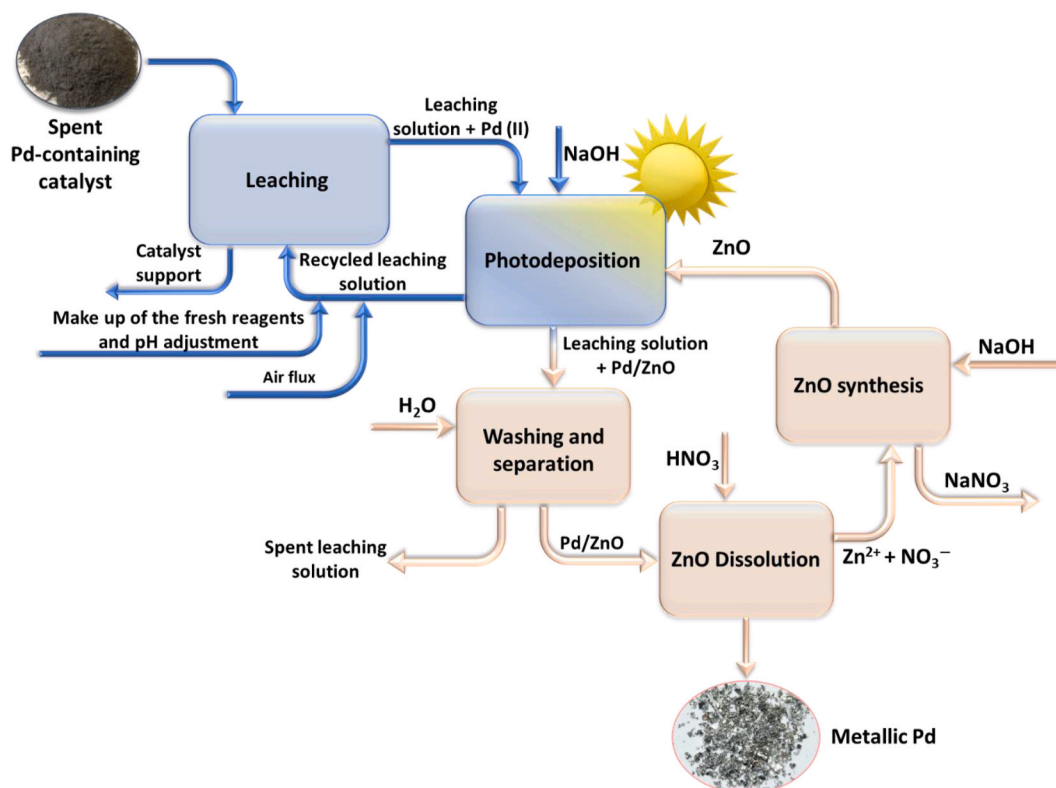 Spent
Pd-containing
catalyst
Leaching
Leaching
solution + Pd (II)
NaOH
Photodeposition
ZnO
Catalyst
support
Recycled leaching
solution
Make up of the fresh reagents
and pH adjustment
Air flux
Leaching solution
+ Pd/ZnO
ZnO synthesis
NaOH
H₂O
Washing and
separation
HNO₃
NaNO₃
Spent leaching
solution
Pd/ZnO
ZnO Dissolution
Zn²⁺ + NO₃⁻
Metallic Pd